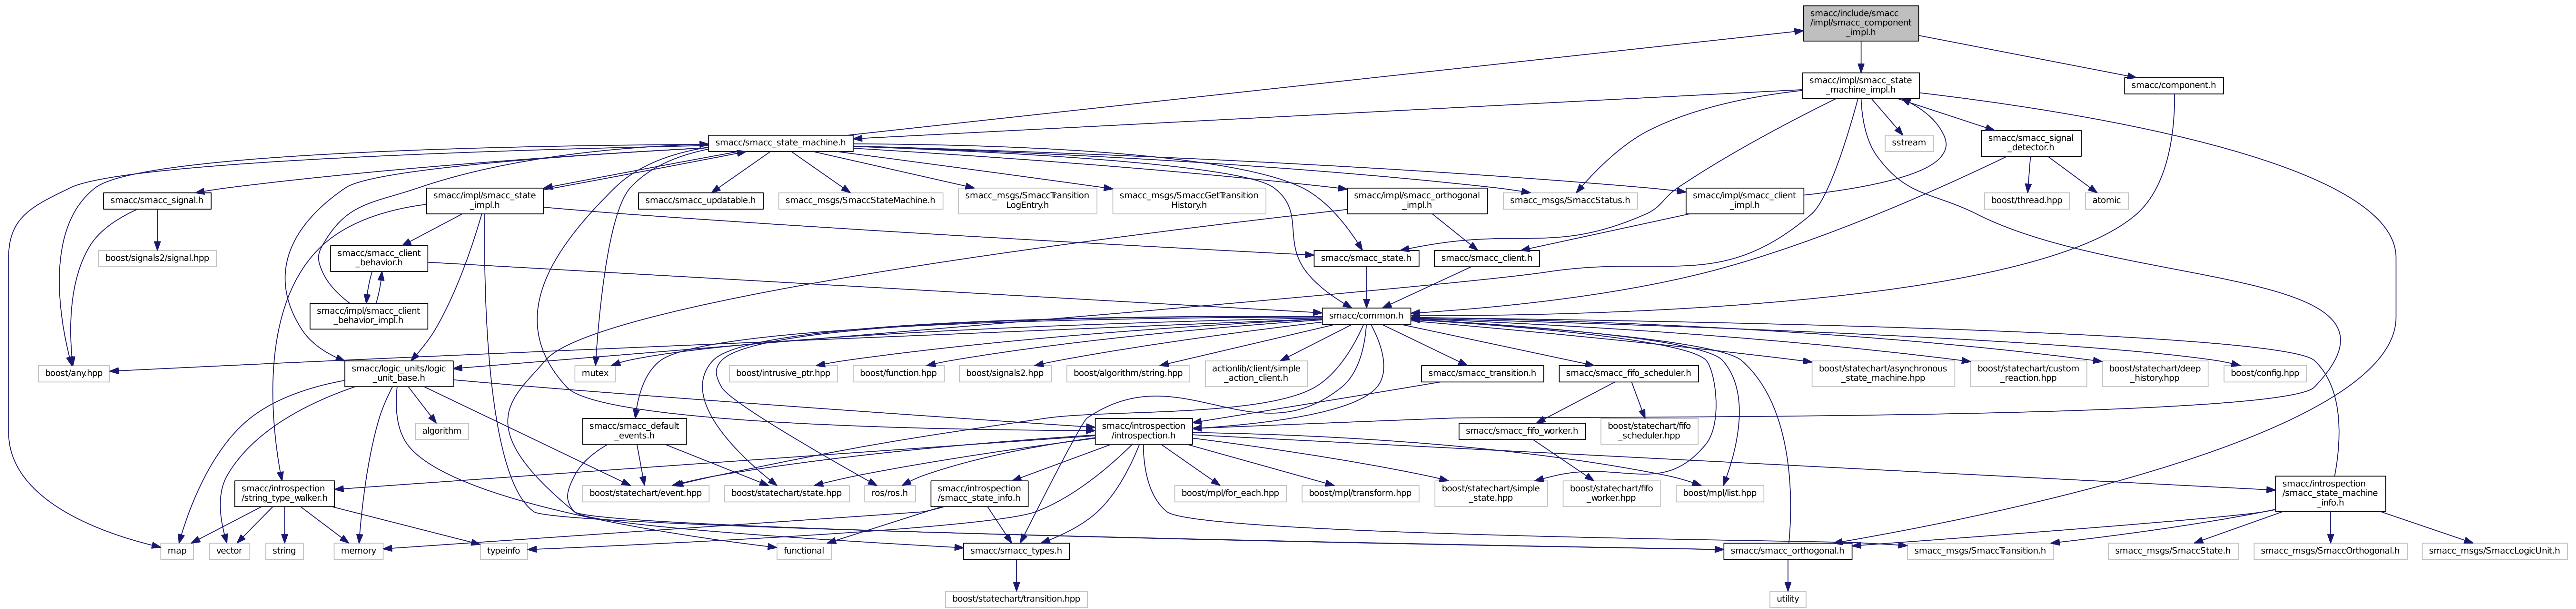 smacc/include/smacc
/impl/smacc_component
_impl.h
smacc/impl/smacc_state
_machine_impl.h
smacc/component.h
smacc/smacc_state_machine.h
sstream
smacc/smacc_signal
_detector.h
smacc/smacc_signal.h
smacc/impl/smacc_state
_impl.h
smacc/smacc_updatable.h
smacc_msgs/SmaccStateMachine.h
smacc_msgs/SmaccTransition
LogEntry.h
smacc_msgs/SmaccGetTransition
History.h
smacc/impl/smacc_orthogonal
_impl.h
smacc_msgs/SmaccStatus.h
smacc/impl/smacc_client
_impl.h
boost/thread.hpp
atomic
boost/signals2/signal.hpp
smacc/smacc_client
_behavior.h
smacc/smacc_state.h
smacc/smacc_client.h
smacc/impl/smacc_client
_behavior_impl.h
smacc/common.h
boost/any.hpp
smacc/logic_units/logic
_unit_base.h
mutex
boost/intrusive_ptr.hpp
boost/function.hpp
boost/signals2.hpp
boost/algorithm/string.hpp
actionlib/client/simple
_action_client.h
smacc/smacc_transition.h
smacc/smacc_fifo_scheduler.h
boost/statechart/asynchronous
_state_machine.hpp
boost/statechart/custom
_reaction.hpp
boost/statechart/deep
_history.hpp
boost/config.hpp
algorithm
smacc/smacc_default
_events.h
smacc/introspection
/introspection.h
smacc/smacc_fifo_worker.h
boost/statechart/fifo
_scheduler.hpp
smacc/introspection
/string_type_walker.h
boost/statechart/event.hpp
boost/statechart/state.hpp
ros/ros.h
smacc/introspection
/smacc_state_info.h
boost/mpl/for_each.hpp
boost/mpl/transform.hpp
boost/statechart/simple
_state.hpp
boost/statechart/fifo
_worker.hpp
boost/mpl/list.hpp
smacc/introspection
/smacc_state_machine
_info.h
map
vector
string
memory
typeinfo
functional
smacc/smacc_types.h
smacc/smacc_orthogonal.h
smacc_msgs/SmaccTransition.h
smacc_msgs/SmaccState.h
smacc_msgs/SmaccOrthogonal.h
smacc_msgs/SmaccLogicUnit.h
boost/statechart/transition.hpp
utility